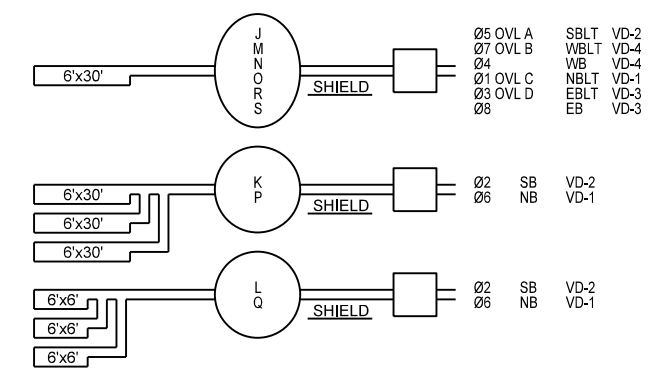 J
M
N
O
R
S
6'x30'
SHIELD
Ø5 OVL A SBLT VD-2
Ø7 OVL B WBLT VD-4
Ø4 WB VD-4
Ø1 OVL C NBLT VD-1
Ø3 OVL D EBLT VD-3
Ø8 EB VD-3
K
P
6'x30'
6'x30'
6'x30'
SHIELD
Ø2 SB VD-2
Ø6 NB VD-1
L
Q
6'x6'
6'x6'
6'x6'
SHIELD
Ø2 SB VD-2
Ø6 NB VD-1